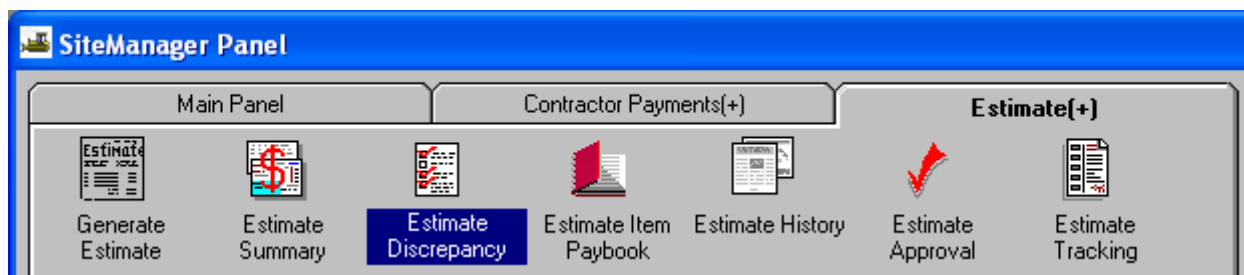 SiteManager Panel
Main Panel
Contractor Payments(+)
Estimate(+)
Estimate
Generate
Estimate
Estimate
Summary
Estimate
Discrepancy
Estimate Item
Paybook
Estimate History
Estimate
Approval
Estimate
Tracking